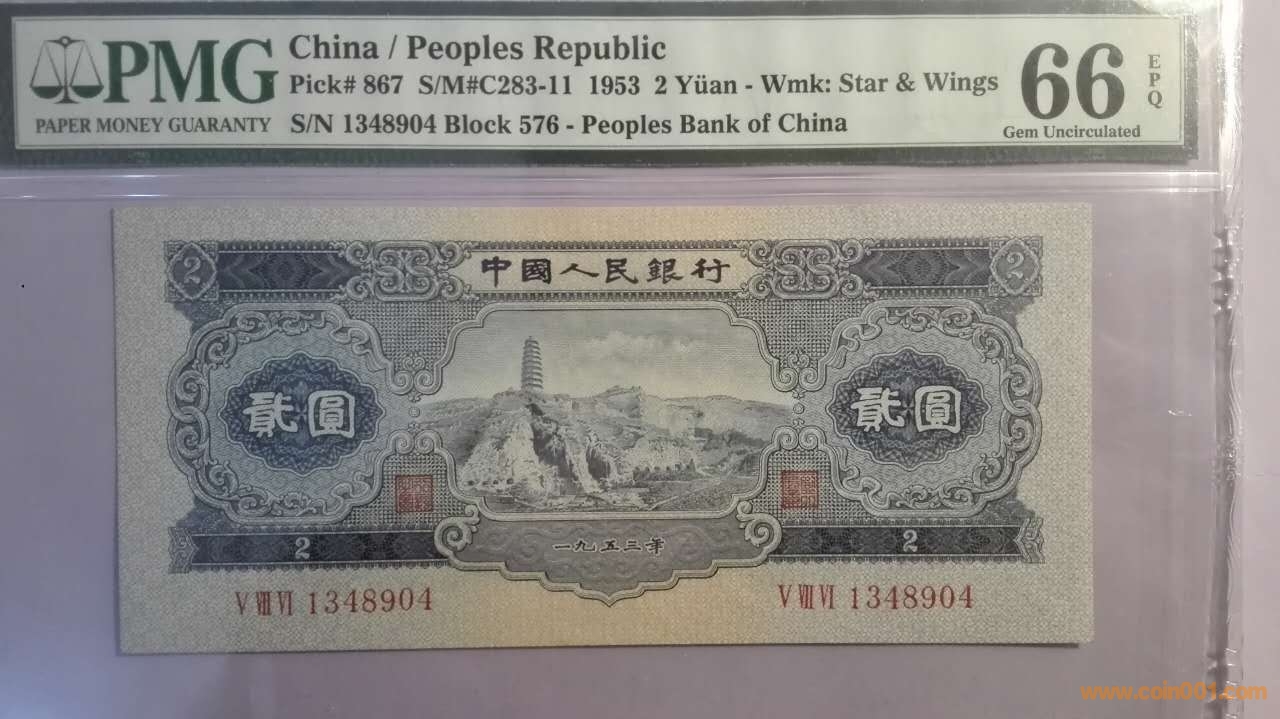 PMG
PAPER MONEY GUARANTY
China / Peoples Republic
Pick# 867 S/M#C283-11 1953 2 Yüan - Wmk: Star & Wings
S/N 1348904 Block 576 - Peoples Bank of China
66 EPQ
Gem Uncirculated
中國人民銀行
2 2
貳圓 貳圓
一九五三年
2 2
V VII VI 1348904 V VII VI 1348904
www.coin001.com